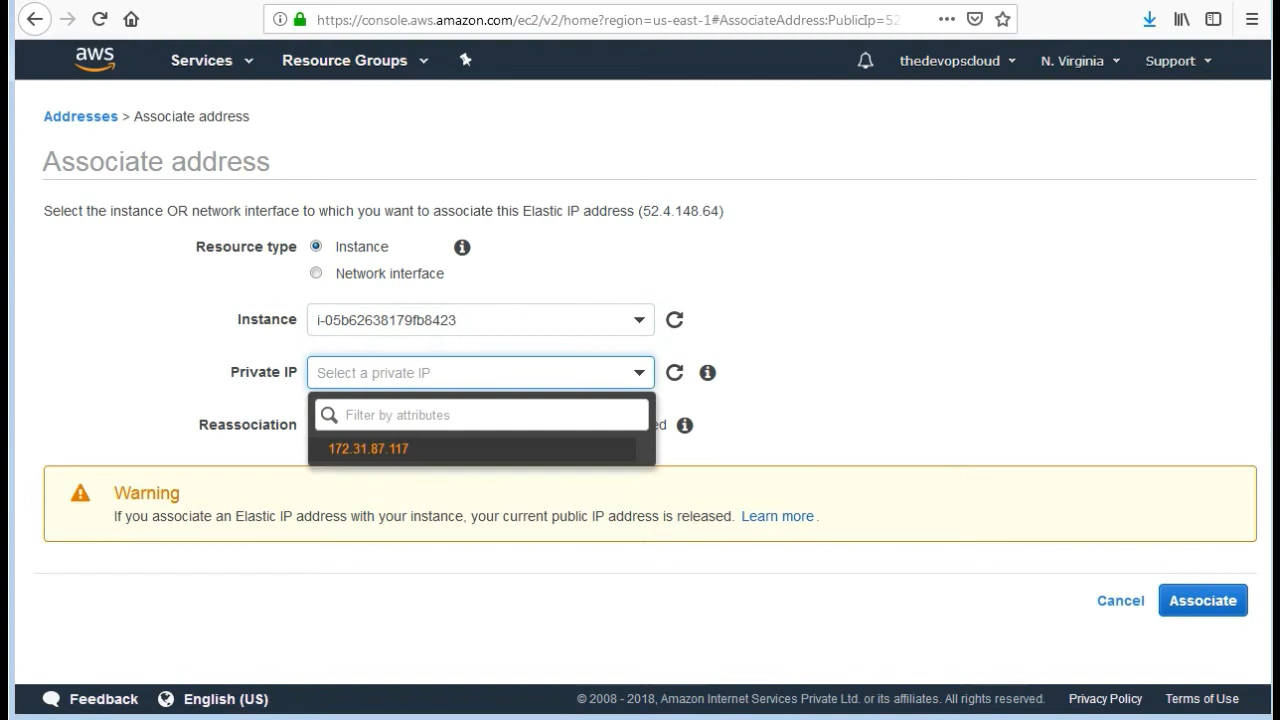 https://console.aws.amazon.com/ec2/v2/home?region=us-east-1#AssociateAddress:PublicIp=52
aws Services Resource Groups thedevopscloud N. Virginia Support
Addresses > Associate address
Associate address
Select the instance OR network interface to which you want to associate this Elastic IP address (52.4.148.64)
Resource type Instance
Network interface
Instance i-05b62638179fb8423
Private IP Select a private IP
Filter by attributes
Reassociation ed
172.31.87.117
Warning
If you associate an Elastic IP address with your instance, your current public IP address is released. Learn more.
Cancel Associate
Feedback English (US) © 2008 - 2018, Amazon Internet Services Private Ltd. or its affiliates. All rights reserved. Privacy Policy Terms of Use